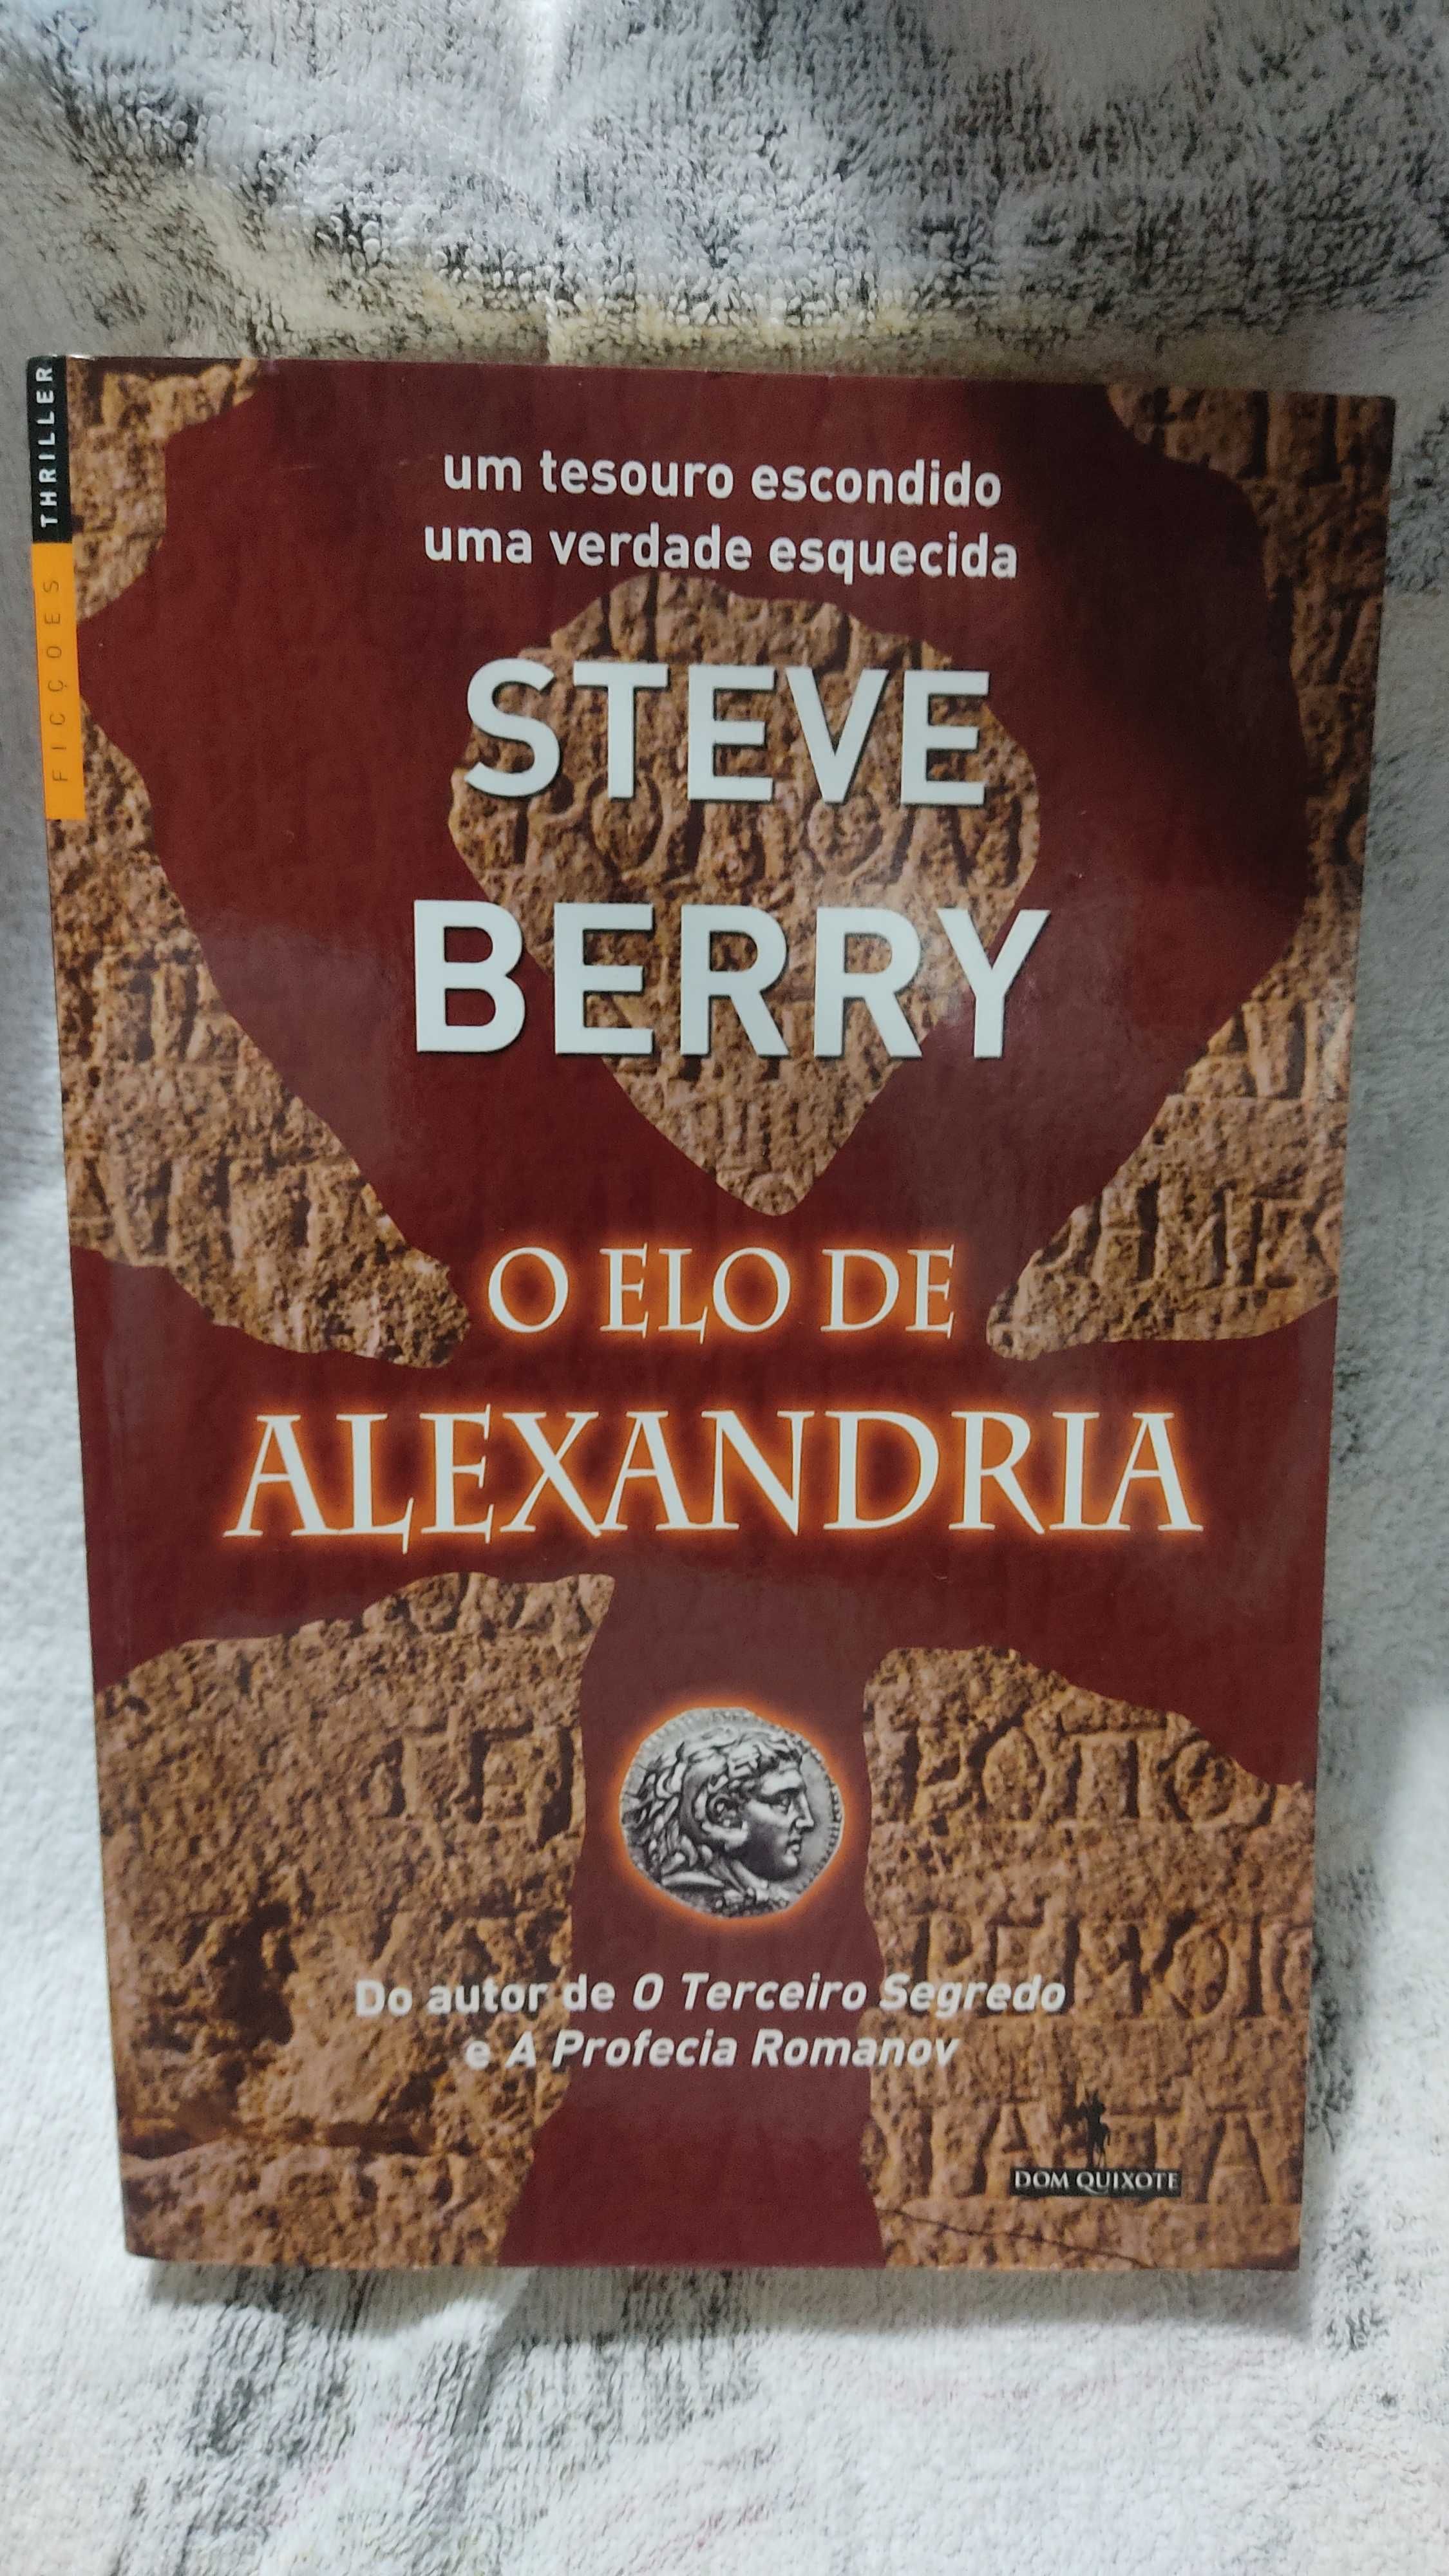 THRILLER
FICÇÕES
um tesouro escondido
uma verdade esquecida
STEVE
BERRY
O ELO DE
ALEXANDRIA
Do autor de O Terceiro Segredo
e A Profecia Romanov
DOM QUIXOTE